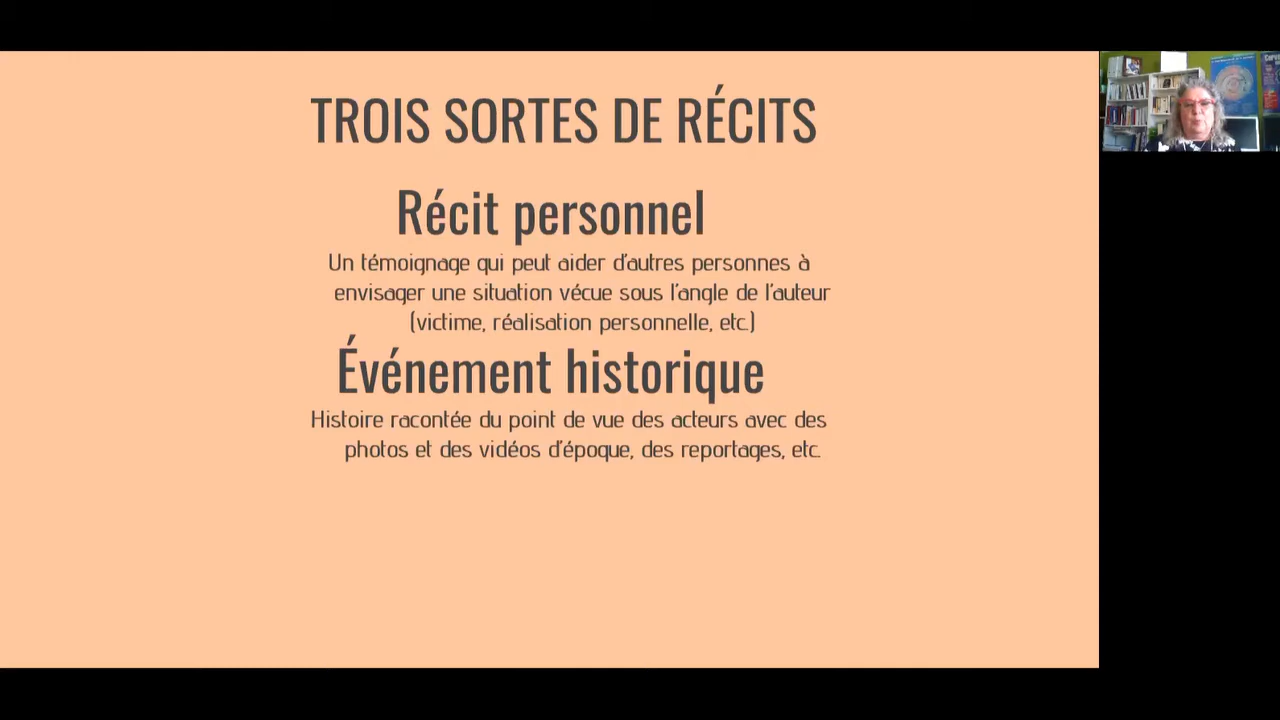 TROIS SORTES DE RÉCITS
Récit personnel
Un témoignage qui peut aider d'autres personnes à
envisager une situation vécue sous l'angle de l'auteur
(victime, réalisation personnelle, etc.)
Événement historique
Histoire racontée du point de vue des acteurs avec des
photos et des vidéos d'époque, des reportages, etc.